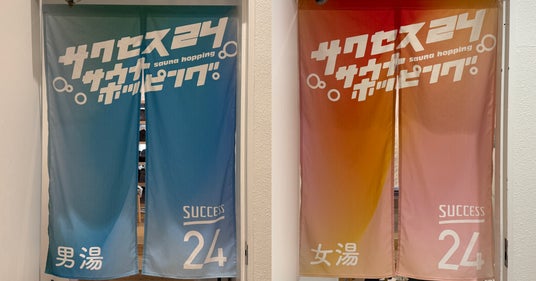 サクセス24
サウナ sauna hopping
ホッピング。
SUCCESS
24
男湯
サクセス24
サウナ sauna hopping
ホッピング。
SUCCESS
24
女湯